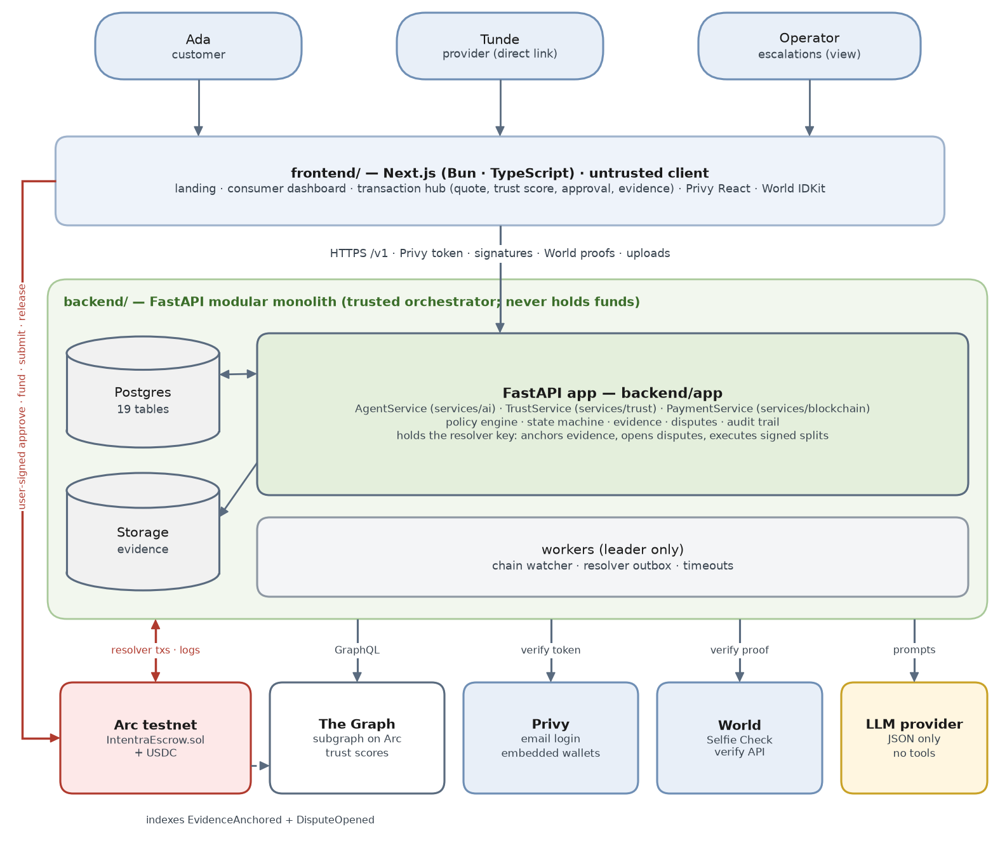 Ada
customer
Tunde
provider (direct link)
Operator
escalations (view)
frontend/ — Next.js (Bun · TypeScript) · untrusted client
landing · consumer dashboard · transaction hub (quote, trust score, approval, evidence) · Privy React · World IDKit
HTTPS /v1 · Privy token · signatures · World proofs · uploads
user-signed approve · fund · submit · release
backend/ — FastAPI modular monolith (trusted orchestrator; never holds funds)
Postgres
19 tables
FastAPI app — backend/app
AgentService (services/ai) · TrustService (services/trust) · PaymentService (services/blockchain)
policy engine · state machine · evidence · disputes · audit trail
holds the resolver key: anchors evidence, opens disputes, executes signed splits
Storage
evidence
workers (leader only)
chain watcher · resolver outbox · timeouts
resolver txs · logs
GraphQL
verify token
verify proof
prompts
Arc testnet
IntentraEscrow.sol
+ USDC
The Graph
subgraph on Arc
trust scores
Privy
email login
embedded wallets
World
Selfie Check
verify API
LLM provider
JSON only
no tools
indexes EvidenceAnchored + DisputeOpened